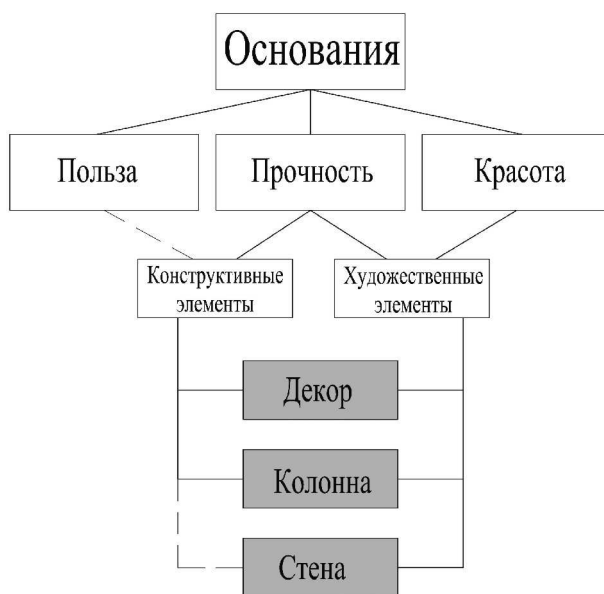 Основания
Польза
Прочность
Красота
Конструктивные
элементы
Художественные
элементы
Декор
Колонна
Стена